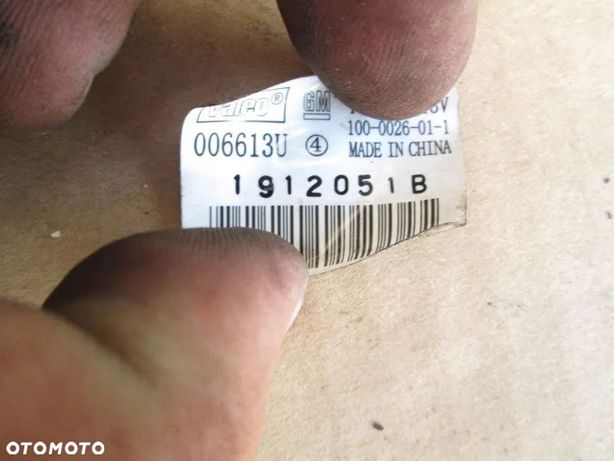 Valeo® GM
006613U ④ 100-0026-01-1
MADE IN CHINA
1912051B
OTOMOTO